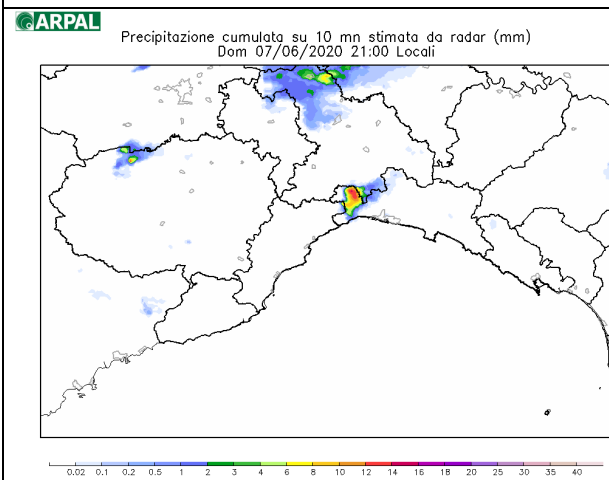 ARPAL
Precipitazione cumulata su 10 mn stimata da radar (mm)
Dom 07/06/2020 21:00 Locali
0.02 0.1 0.2 0.5 1 2 3 4 6 8 10 12 14 16 18 20 25 30 35 40